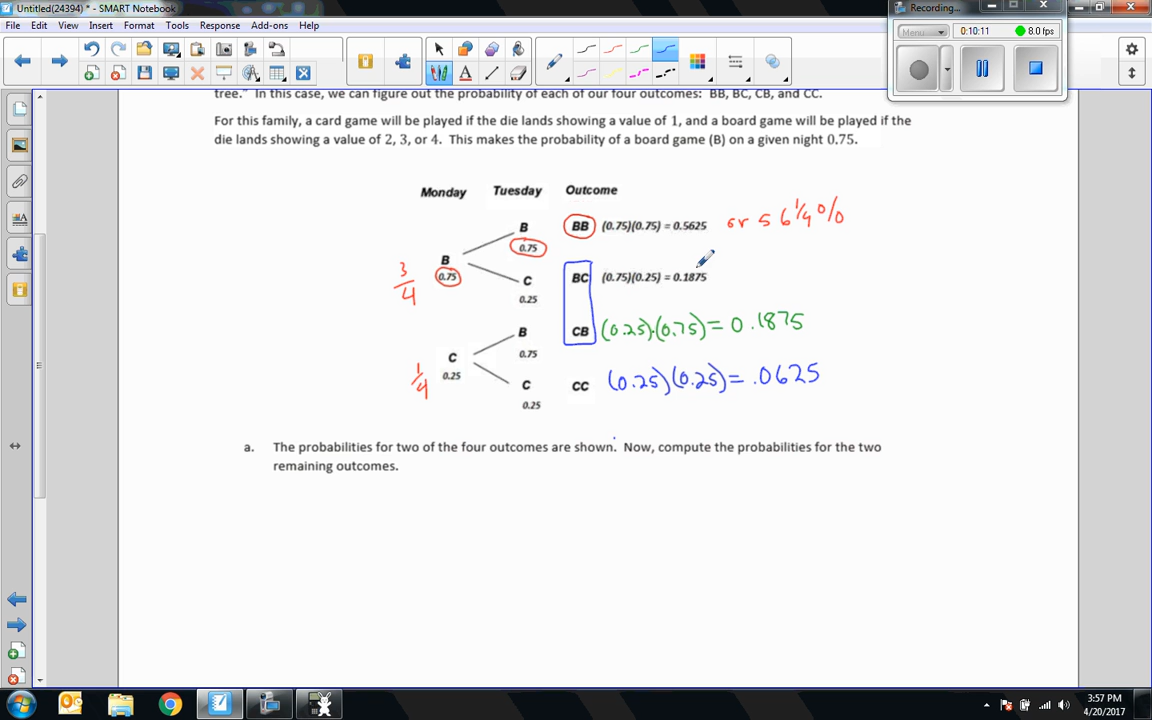 Untitled(24394) * - SMART Notebook
Recording...
File Edit View Insert Format Tools Response Add-ons Help
Menu 0:10:11 8.0 fps
tree." In this case, we can figure out the probability of each of our four outcomes: BB, BC, CB, and CC.
For this family, a card game will be played if the die lands showing a value of 1, and a board game will be played if the
die lands showing a value of 2, 3, or 4. This makes the probability of a board game (B) on a given night 0.75.
Monday Tuesday Outcome
B BB (0.75)(0.75) = 0.5625 or 56 1/4 %
0.75
3/4 B 0.75
C BC (0.75)(0.25) = 0.1875
0.25
B CB (0.25)·(0.75) = 0.1875
0.75
1/4 C 0.25
C CC (0.25)(0.25) = .0625
0.25
a. The probabilities for two of the four outcomes are shown. Now, compute the probabilities for the two
remaining outcomes.
3:57 PM
4/20/2017